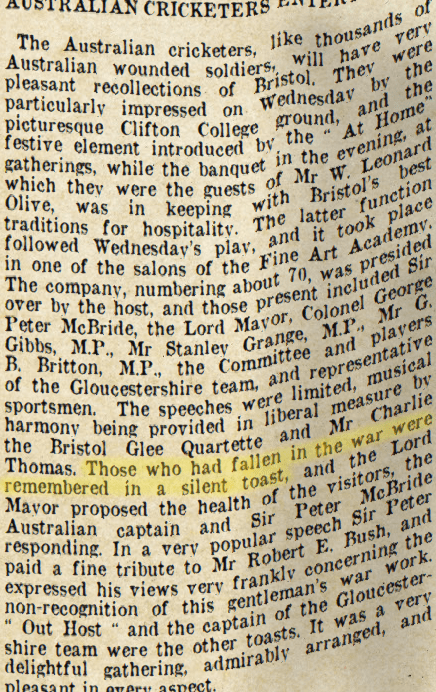 AUSTRALIAN CRICKETERS
The Australian cricketers, like thousands of
Australian wounded soldiers, will have very
pleasant recollections of Bristol. They were
particularly impressed on Wednesday by the
picturesque Clifton College ground, and the
festive element introduced by the " At Home"
gatherings, while the banquet in the evening, at
which they were the guests of Mr W. Leonard
Olive, was in keeping with Bristol's best
traditions for hospitality. The latter function
followed Wednesday's play, and it took place
in one of the salons of the Fine Art Academy.
The company, numbering about 70, was presided
over by the host, and those present included Sir
Peter McBride, the Lord Mayor, Colonel George
Gibbs, M.P., Mr Stanley Grange, M.P., Mr G.
B. Britton, M.P., the Committee and players
of the Gloucestershire team, and representative
sportsmen. The speeches were limited, musical
harmony being provided in liberal measure by
the Bristol Glee Quartette and Mr Charlie
Thomas. Those who had fallen in the war were
remembered in a silent toast, and the Lord
Mayor proposed the health of the visitors, the
Australian captain and Sir Peter McBride
responding. In a very popular speech Sir Peter
paid a fine tribute to Mr Robert E. Bush, and
expressed his views very frankly concerning the
non-recognition of this gentleman's war work.
" Out Host " and the captain of the Gloucester-
shire team were the other toasts. It was a very
delightful gathering, admirably arranged, and
pleasant in every aspect.